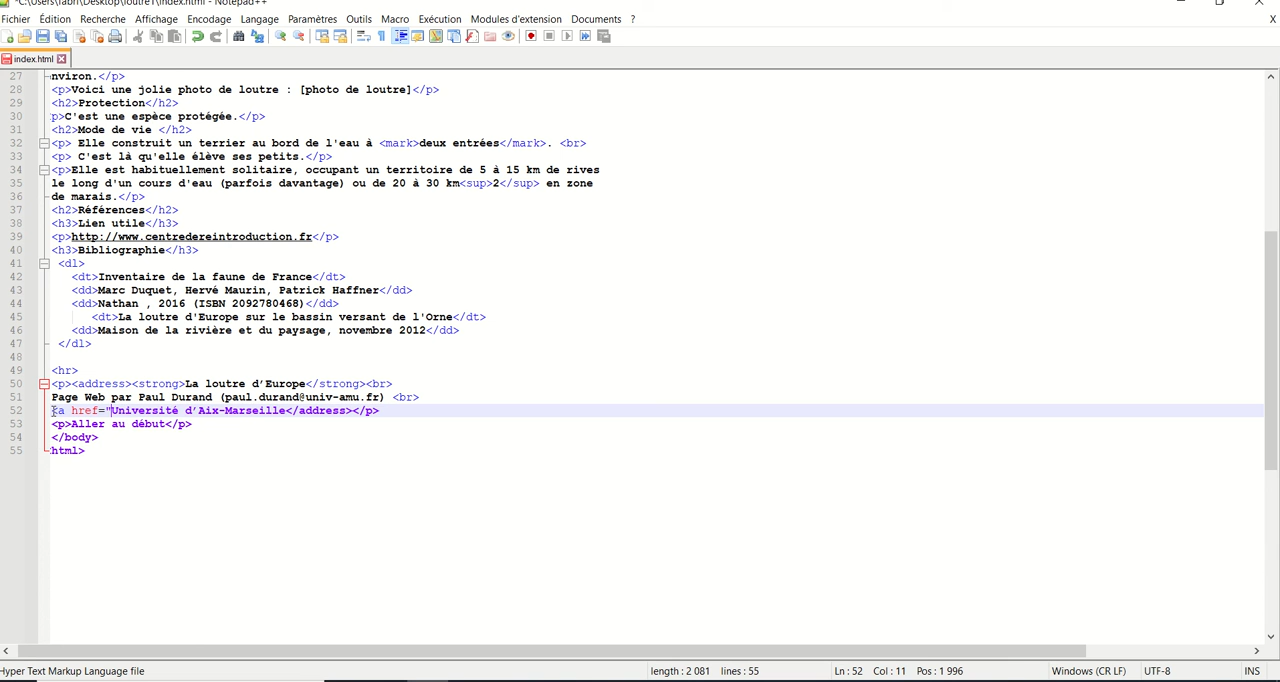 *C:\Users\fabri\Desktop\loutre1\index.html - Notepad++
Fichier Édition Recherche Affichage Encodage Langage Paramètres Outils Macro Exécution Modules d'extension Documents ? X
index.html
27 nviron.</p>
28 <p>Voici une jolie photo de loutre : [photo de loutre]</p>
29 <h2>Protection</h2>
30 p>C'est une espèce protégée.</p>
31 <h2>Mode de vie </h2>
32 <p> Elle construit un terrier au bord de l'eau à <mark>deux entrées</mark>. <br>
33 <p> C'est là qu'elle élève ses petits.</p>
34 <p>Elle est habituellement solitaire, occupant un territoire de 5 à 15 km de rives
35 le long d'un cours d'eau (parfois davantage) ou de 20 à 30 km<sup>2</sup> en zone
36 de marais.</p>
37 <h2>Références</h2>
38 <h3>Lien utile</h3>
39 <p>http://www.centredereintroduction.fr</p>
40 <h3>Bibliographie</h3>
41 <dl>
42 <dt>Inventaire de la faune de France</dt>
43 <dd>Marc Duquet, Hervé Maurin, Patrick Haffner</dd>
44 <dd>Nathan , 2016 (ISBN 2092780468)</dd>
45 <dt>La loutre d'Europe sur le bassin versant de l'Orne</dt>
46 <dd>Maison de la rivière et du paysage, novembre 2012</dd>
47 </dl>
48
49 <hr>
50 <p><address><strong>La loutre d’Europe</strong><br>
51 Page Web par Paul Durand (paul.durand@univ-amu.fr) <br>
52 <a href="Université d’Aix-Marseille</address></p>
53 <p>Aller au début</p>
54 </body>
55 html>
Hyper Text Markup Language file length : 2 081 lines : 55 Ln : 52 Col : 11 Pos : 1 996 Windows (CR LF) UTF-8 INS